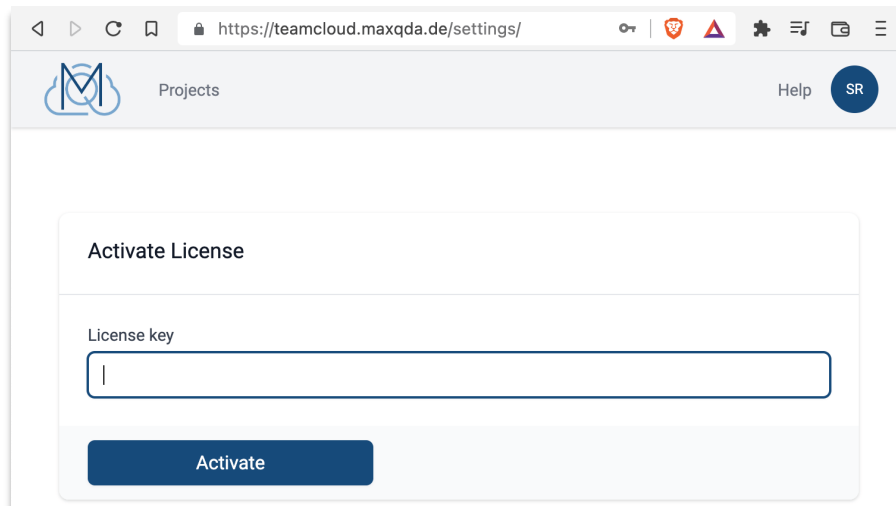 https://teamcloud.maxqda.de/settings/
Projects
Help
SR
Activate License
License key
Activate